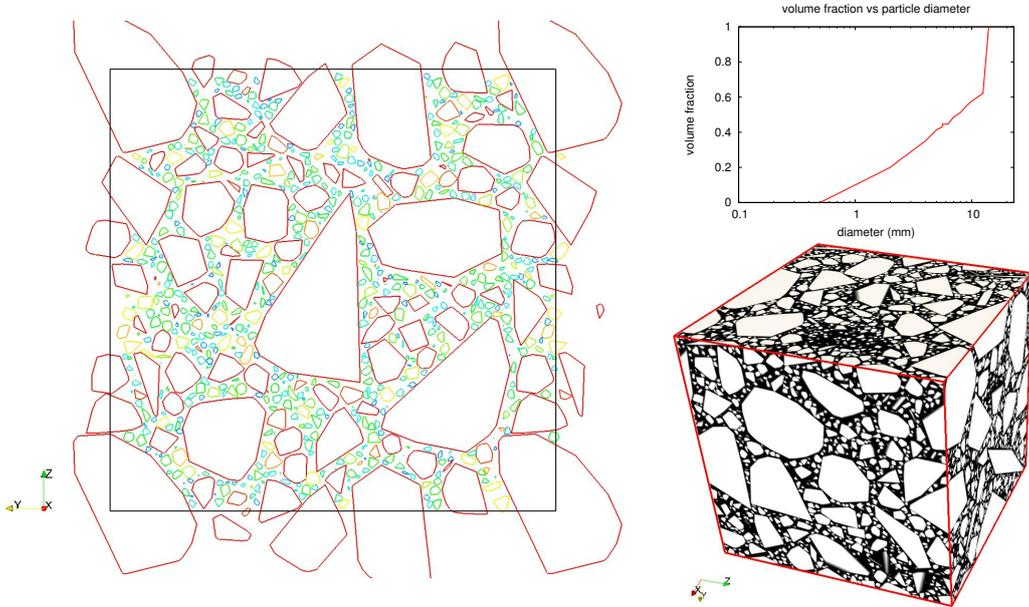 volume fraction vs particle diameter
1
0.8
0.6
0.4
0.2
0
volume fraction
0.1
1
10
diameter (mm)
Z
Y
X
X
Y
Z